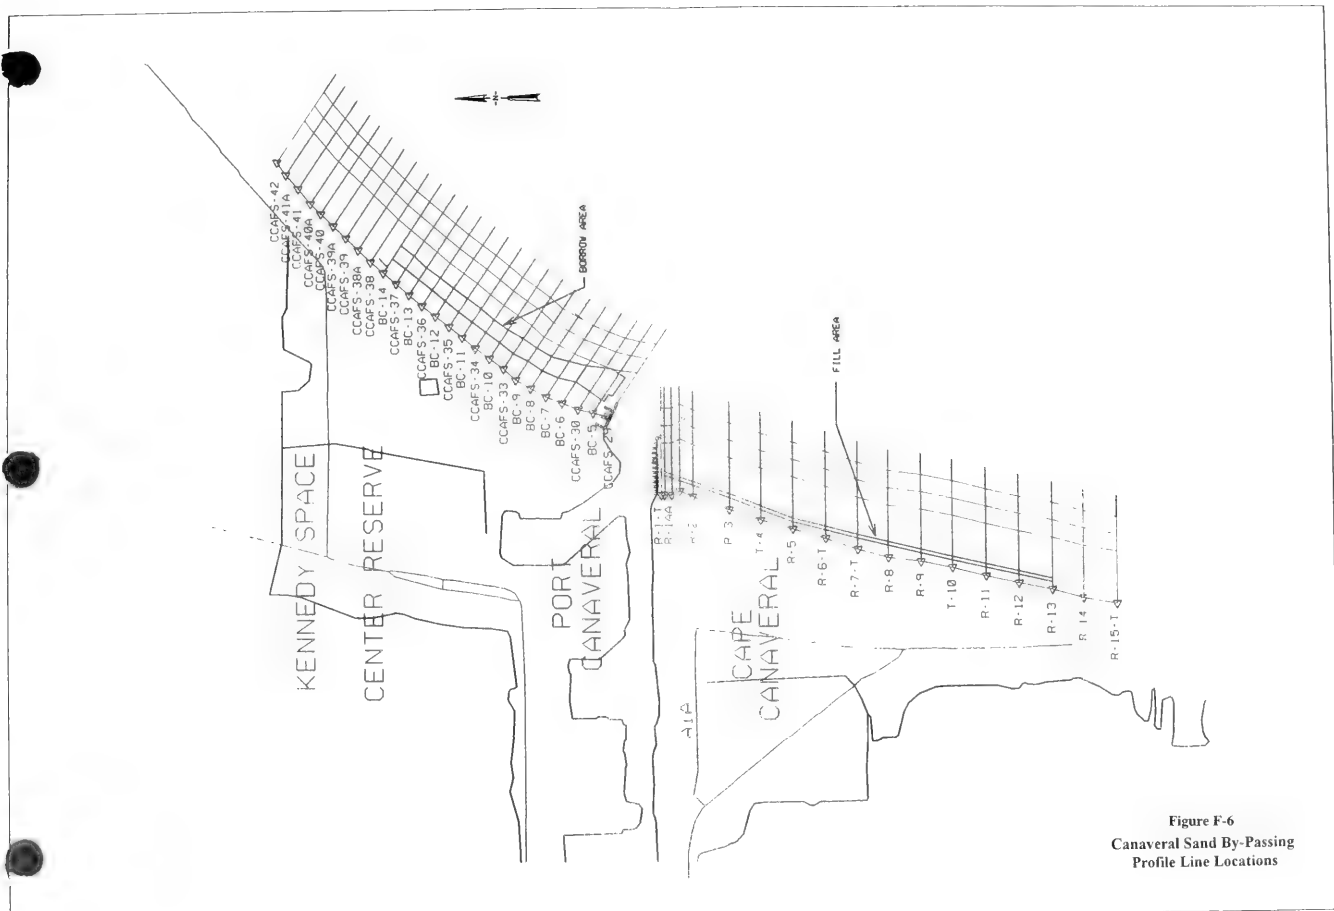 N
CCAFS-42
CCAFS-41A
CCAFS-41
CCAFS-40A
CCAFS-40
CCAFS-39A
CCAFS-39
CCAFS-38A
CCAFS-38
BC-14
CCAFS-37
BC-13
CCAFS-36
BC-12
CCAFS-35
BC-11
CCAFS-34
BC-10
CCAFS-33
BC-9
BC-8
BC-7
BC-6
CCAFS-30
BC-5
CCAFS-29
BORROW AREA
KENNEDY SPACE
CENTER RESERVE
PORT
CANAVERAL
R-1-T
R-2
R-3
T-4
R-5
R-6-T
R-7-T
R-8
R-9
T-10
R-11
R-12
R-13
R-14
R-15-T
FILL AREA
CAPE
CANAVERAL
A1A
Figure F-6
Canaveral Sand By-Passing
Profile Line Locations